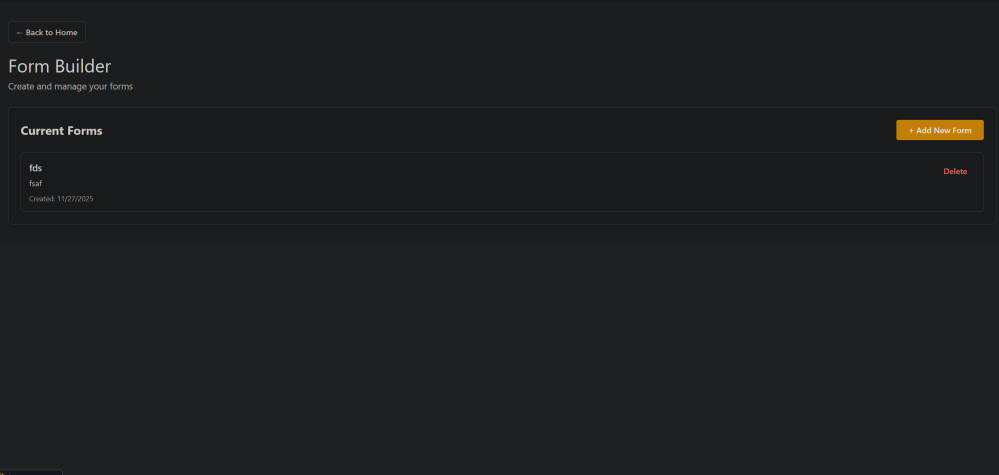 ← Back to Home
Form Builder
Create and manage your forms
Current Forms
+ Add New Form
fds
Delete
fsaf
Created: 11/27/2025